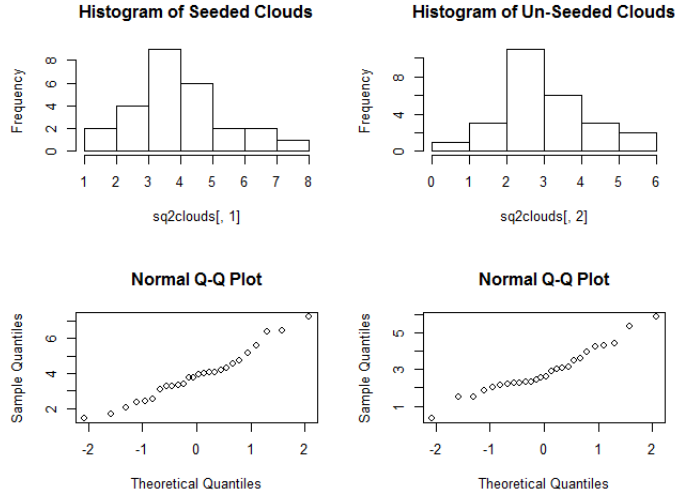 Histogram of Seeded Clouds
Frequency
0 2 4 6 8
1 2 3 4 5 6 7 8
sq2clouds[, 1]
Histogram of Un-Seeded Clouds
Frequency
0 4 8
0 1 2 3 4 5 6
sq2clouds[, 2]
Normal Q-Q Plot
Sample Quantiles
2 4 6
-2 -1 0 1 2
Theoretical Quantiles
Normal Q-Q Plot
Sample Quantiles
1 3 5
-2 -1 0 1 2
Theoretical Quantiles